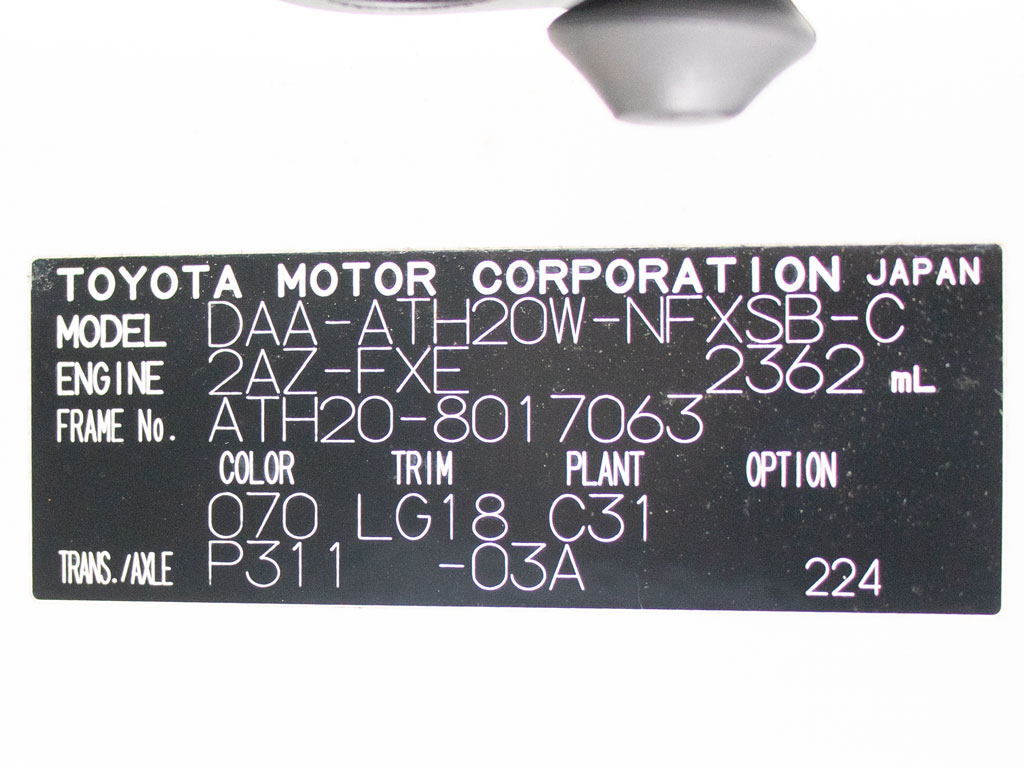 TOYOTA MOTOR CORPORATION JAPAN
MODEL DAA-ATH20W-NFXSB-C
ENGINE 2AZ-FXE 2362 mL
FRAME No. ATH20-8017063
COLOR TRIM PLANT OPTION
070 LG18 C31
TRANS./AXLE P311 -03A 224